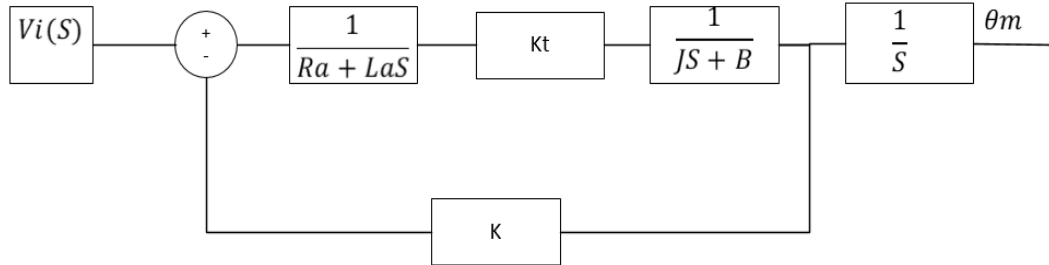 Vi(S)
+
-
1
Ra + LaS
Kt
1
JS + B
1
S
θm
K